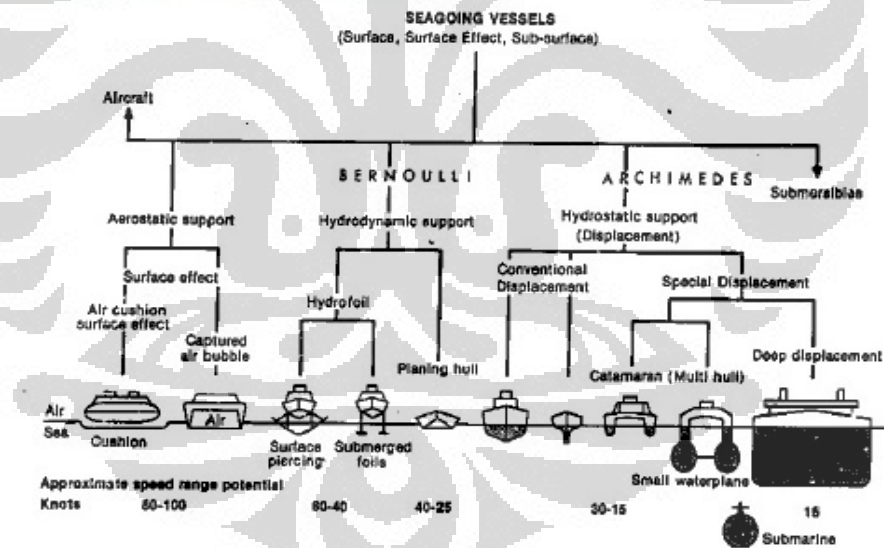 SEAGOING VESSELS
(Surface, Surface Effect, Sub-surface)
Aircraft
BERNOULLI
ARCHIMEDES
Submersibles
Aerostatic support
Hydrodynamic support
Hydrostatic support
(Displacement)
Surface effect
Conventional
Displacement
Special Displacement
Air cushion
surface effect
Hydrofoil
Captured
air bubble
Planing hull
Catamaran (Multi hull)
Deep displacement
Air
Sea
Cushion
Air
Surface
piercing
Submerged
foils
Small waterplane
Approximate speed range potential
Knots
60-40
40-25
30-15
15
Submarine